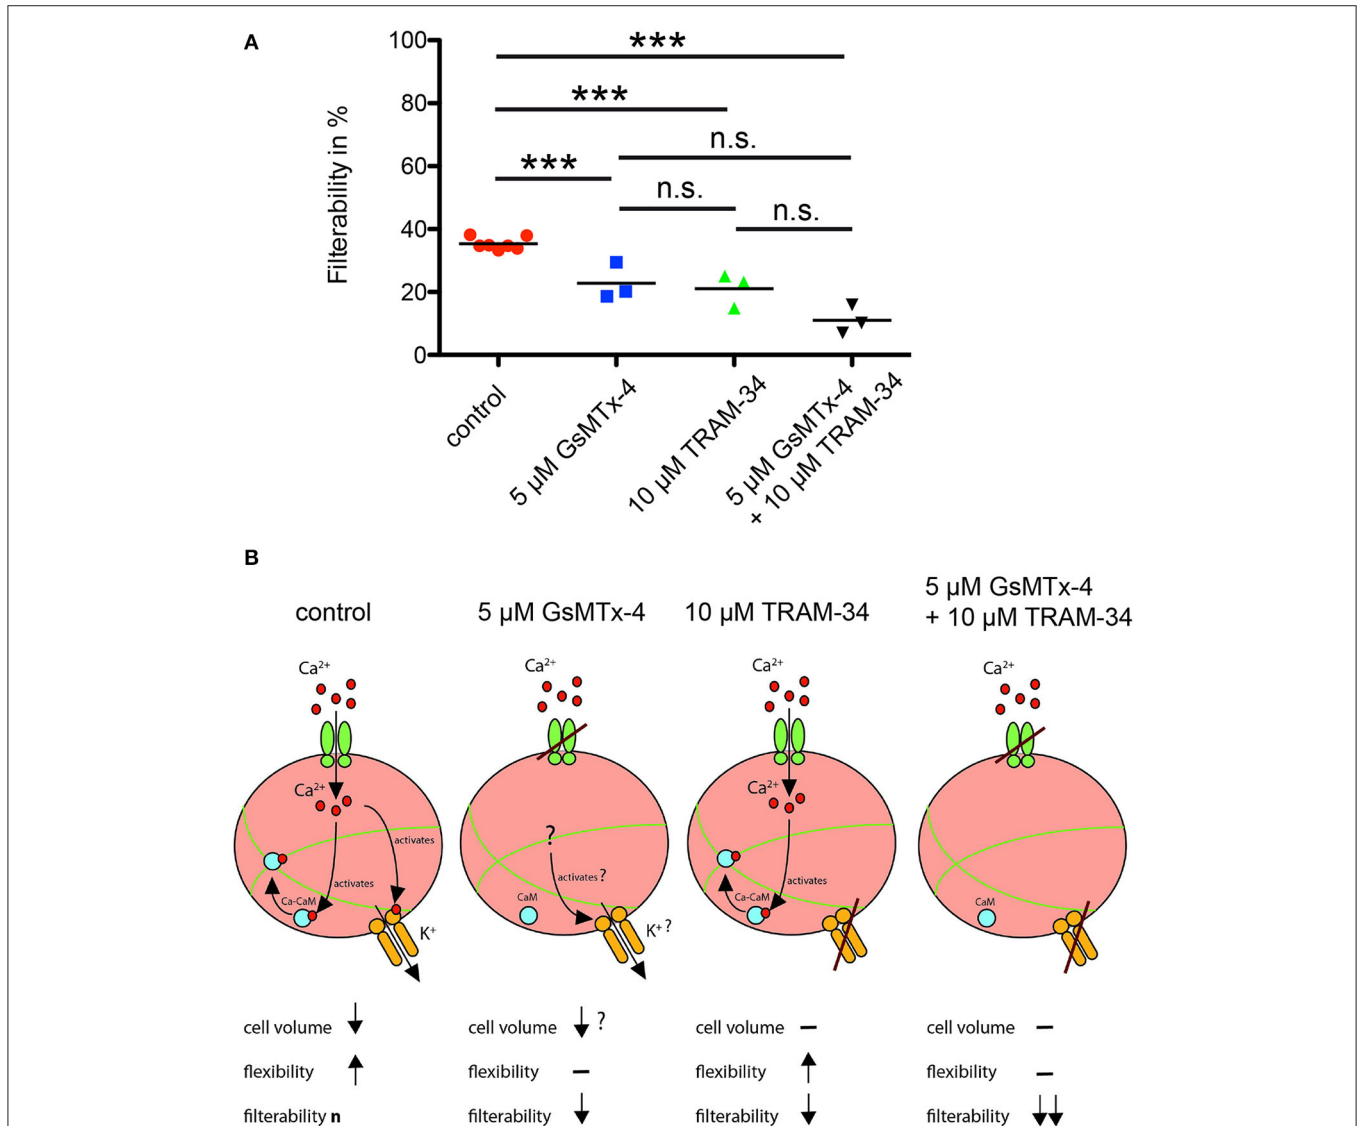 A
100
80
60
40
20
0
Filterability in %
***
***
n.s.
***
n.s.
n.s.
control
5 µM GsMTx-4
10 µM TRAM-34
5 µM GsMTx-4
+ 10 µM TRAM-34
B
control
5 µM GsMTx-4
10 µM TRAM-34
5 µM GsMTx-4
+ 10 µM TRAM-34
Ca²⁺
Ca²⁺
activates
activates
Ca-CaM
K⁺
cell volume
flexibility
filterability n
Ca²⁺
?
activates ?
CaM
K⁺ ?
cell volume ?
flexibility
filterability
Ca²⁺
Ca²⁺
activates
Ca-CaM
cell volume
flexibility
filterability
Ca²⁺
CaM
cell volume
flexibility
filterability